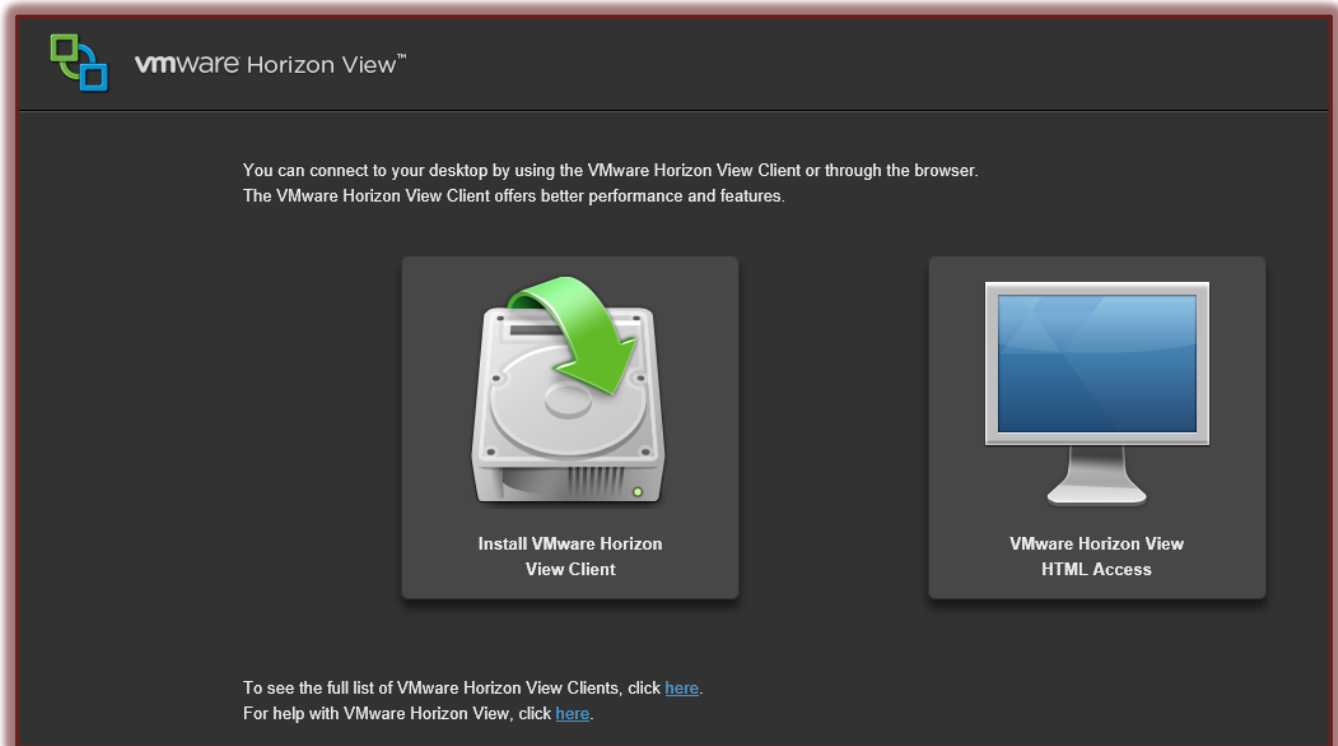 vmware Horizon View™
You can connect to your desktop by using the VMware Horizon View Client or through the browser.
The VMware Horizon View Client offers better performance and features.
Install VMware Horizon
View Client
VMware Horizon View
HTML Access
To see the full list of VMware Horizon View Clients, click here.
For help with VMware Horizon View, click here.